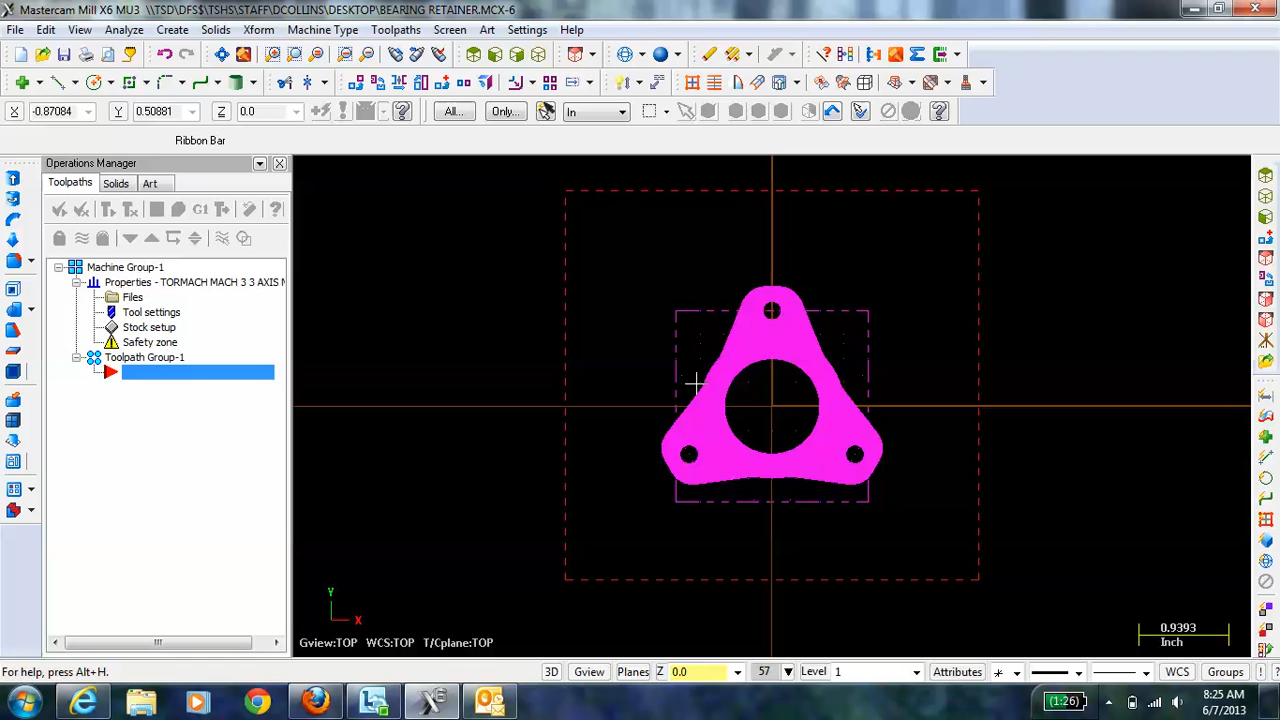 Mastercam Mill X6 MU3 \\TSD\DFS$\TSHS\STAFF\DCOLLINS\DESKTOP\BEARING RETAINER.MCX-6
File Edit View Analyze Create Solids Xform Machine Type Toolpaths Screen Art Settings Help
X -0.87084 Y 0.50881 Z 0.0 All... Only... In
Ribbon Bar
Operations Manager
Toolpaths Solids Art
G1
Machine Group-1
Properties - TORMACH MACH 3 3 AXIS M
Files
Tool settings
Stock setup
Safety zone
Toolpath Group-1
Y
X
Gview:TOP WCS:TOP T/Cplane:TOP
0.9393
Inch
For help, press Alt+H.
3D Gview Planes Z 0.0 57 Level 1 Attributes WCS Groups
(1:26)
8:25 AM
6/7/2013